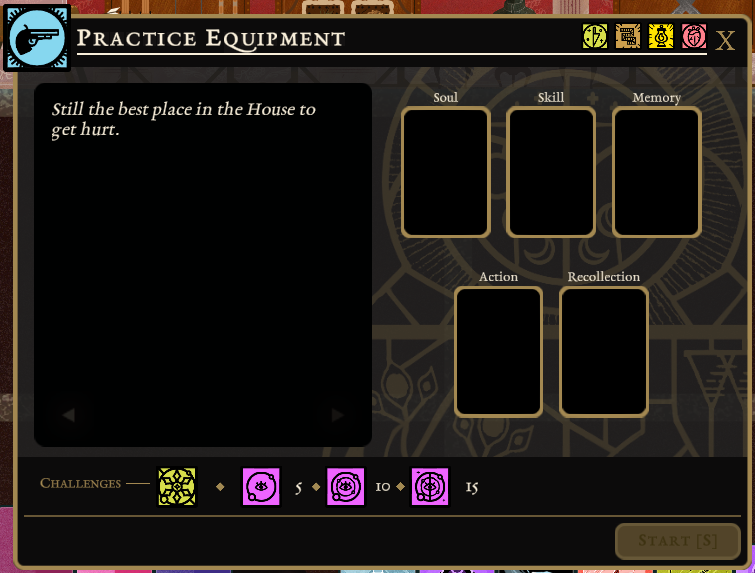 Practice Equipment
X
Still the best place in the House to
get hurt.
Soul
Skill
Memory
Action
Recollection
Challenges
5
10
15
Start [S]